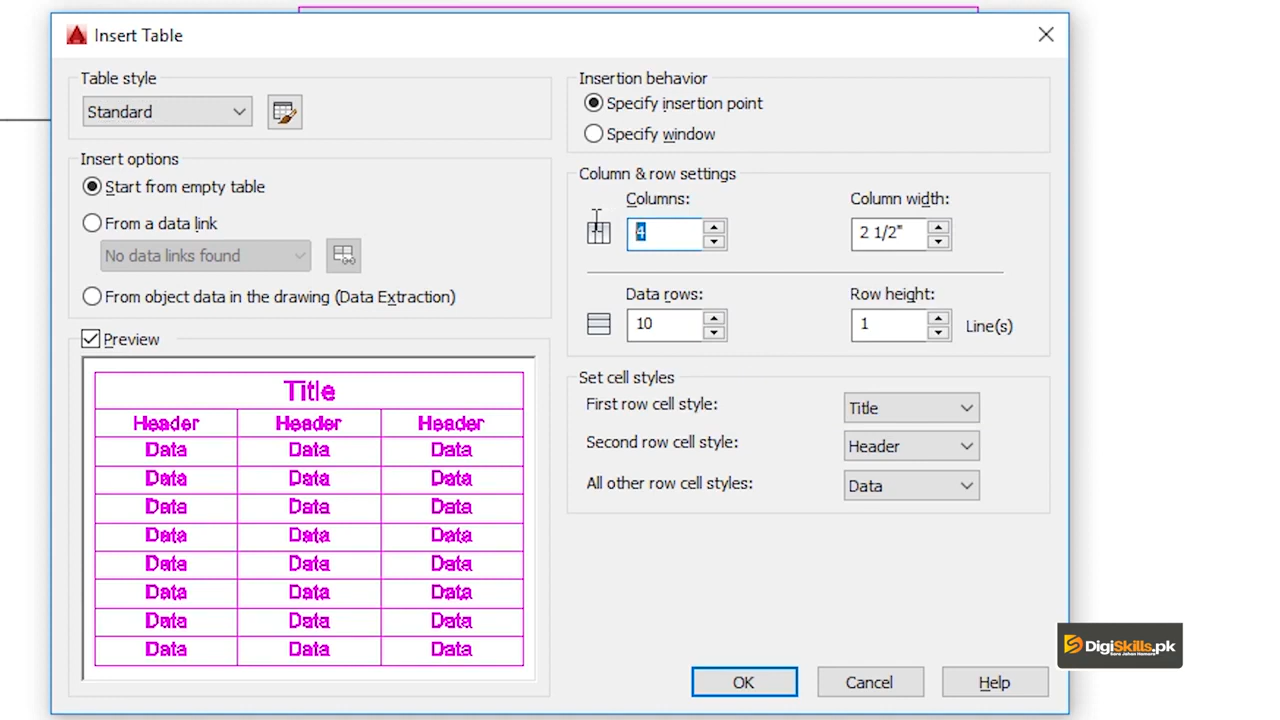 Insert Table
Table style
Standard
Insert options
Start from empty table
From a data link
No data links found
From object data in the drawing (Data Extraction)
Preview
Title
Header Header Header
Data Data Data
Data Data Data
Data Data Data
Data Data Data
Data Data Data
Data Data Data
Data Data Data
Data Data Data
Insertion behavior
Specify insertion point
Specify window
Column & row settings
Columns: Column width:
4 2 1/2"
Data rows: Row height:
10 1 Line(s)
Set cell styles
First row cell style: Title
Second row cell style: Header
All other row cell styles: Data
OK Cancel Help
DigiSkills.pk